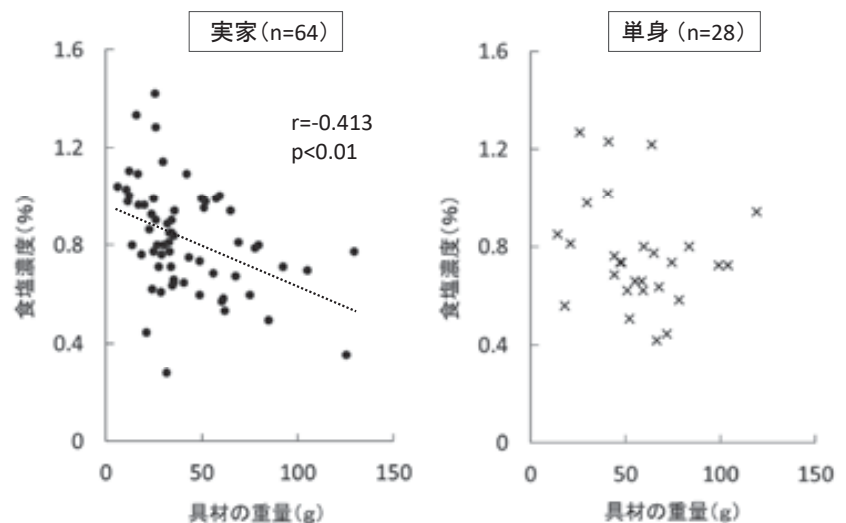 実家（n=64）
1.6
1.2
0.8
0.4
0
食塩濃度（%）
r=-0.413
p<0.01
0
50
100
150
具材の重量（g）
単身（n=28）
1.6
1.2
0.8
0.4
0
食塩濃度（%）
0
50
100
150
具材の重量（g）